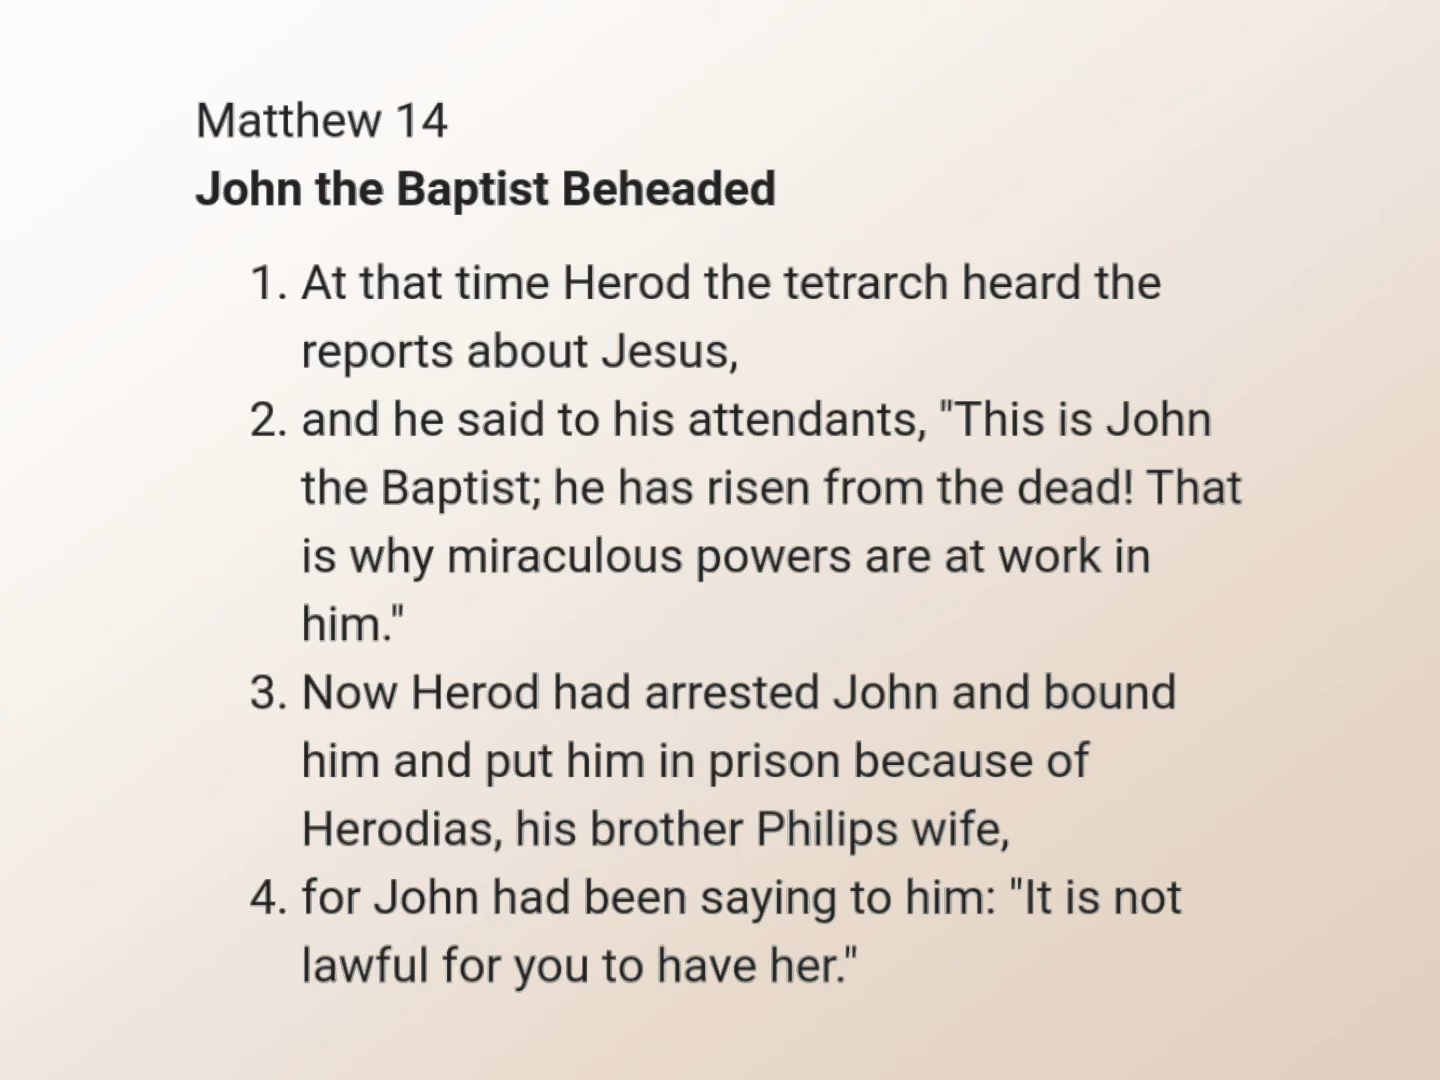 Matthew 14
John the Baptist Beheaded
1. At that time Herod the tetrarch heard the
reports about Jesus,
2. and he said to his attendants, "This is John
the Baptist; he has risen from the dead! That
is why miraculous powers are at work in
him."
3. Now Herod had arrested John and bound
him and put him in prison because of
Herodias, his brother Philips wife,
4. for John had been saying to him: "It is not
lawful for you to have her."